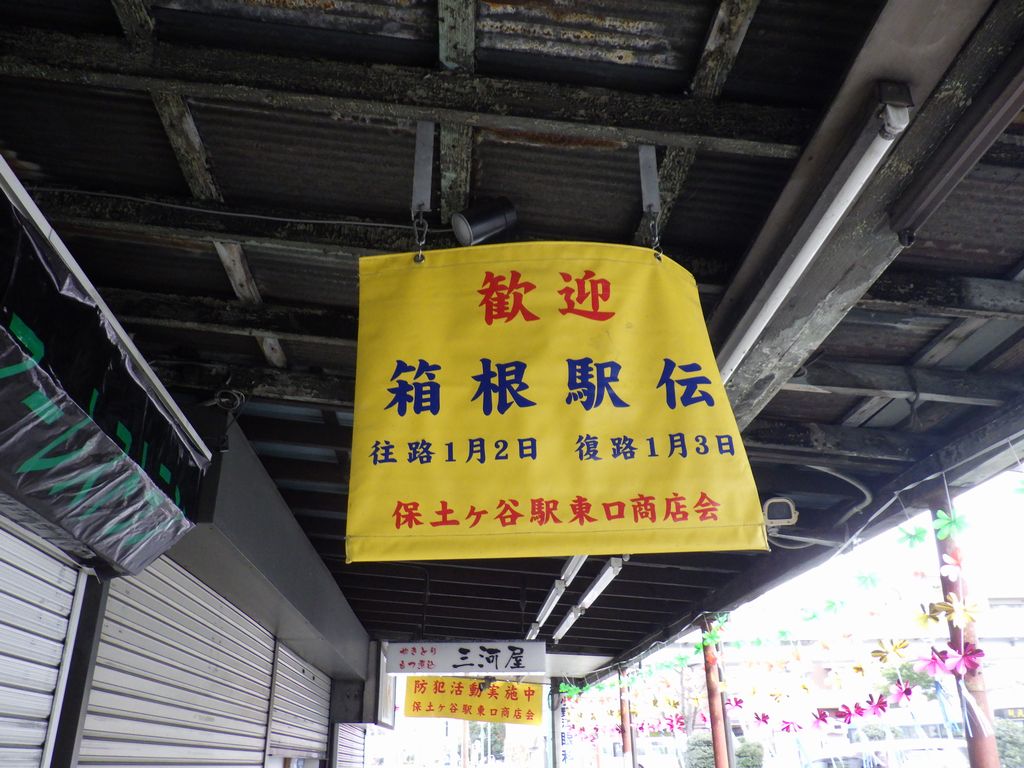 歓迎
箱根駅伝
往路1月2日 復路1月3日
保土ヶ谷駅東口商店会
やきとり
もつ煮込
三河屋
防犯活動実施中
保土ヶ谷駅東口商店会